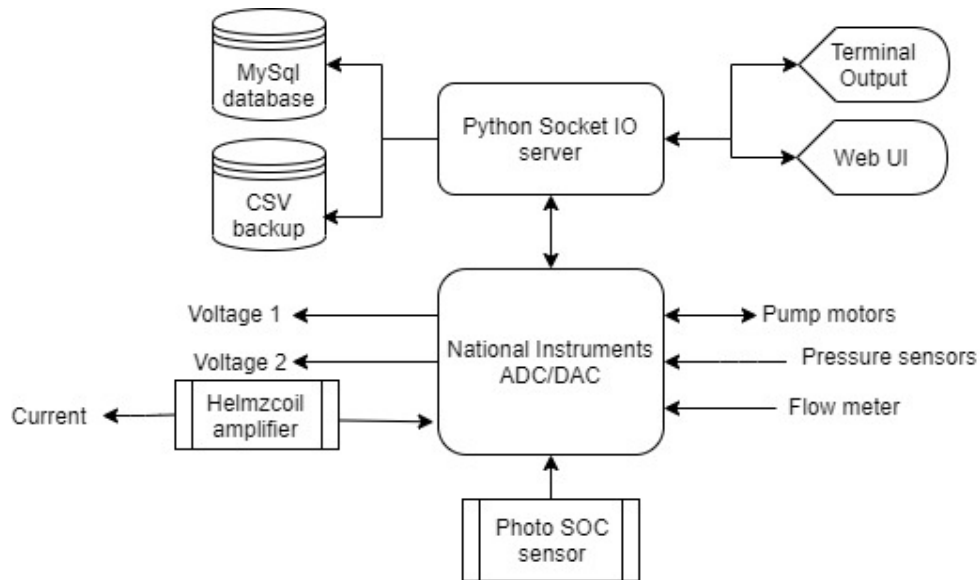 MySql
database
Python Socket IO
server
Terminal
Output
Web UI
CSV
backup
Voltage 1
Voltage 2
National Instruments
ADC/DAC
Pump motors
Pressure sensors
Flow meter
Current
Helmzcoil
amplifier
Photo SOC
sensor